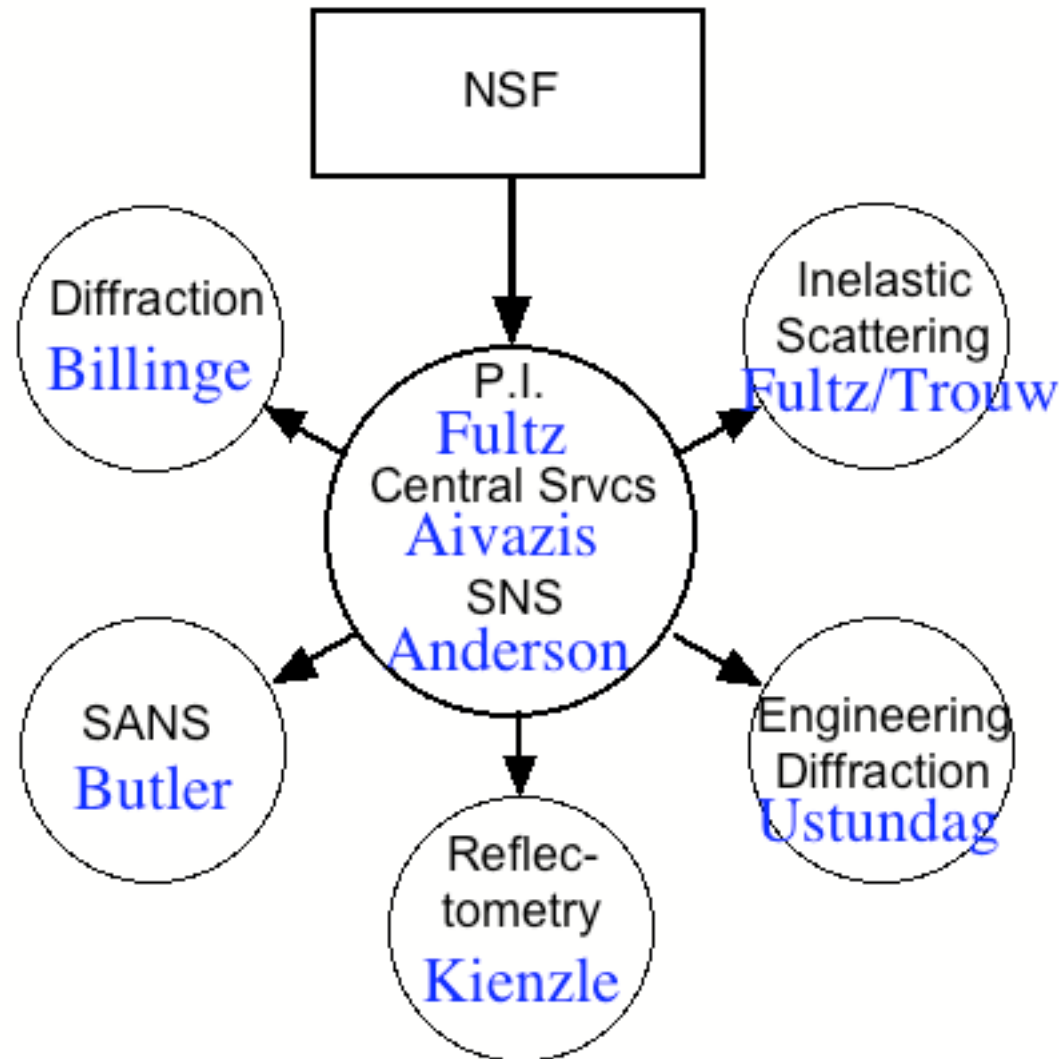 NSF
Diffraction
Billinge
Inelastic
Scattering
Fultz/Trouw
P.I.
Fultz
Central Srvcs
Aivazis
SNS
Anderson
SANS
Butler
Engineering
Diffraction
Ustundag
Reflec-
tometry
Kienzle